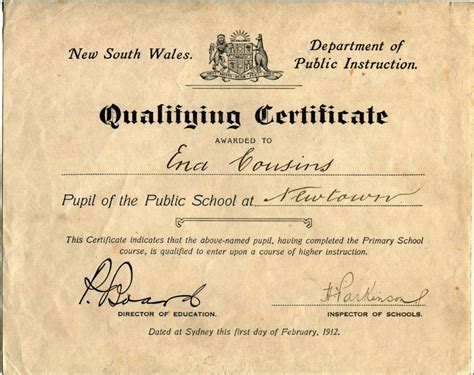 New South Wales.
Department of
Public Instruction.
Qualifying Certificate
AWARDED TO
Ena Cousins
Pupil of the Public School at Newtown
This Certificate indicates that the above-named pupil, having completed the Primary School
course, is qualified to enter upon a course of higher instruction.
P. Board
H Parkinson
DIRECTOR OF EDUCATION.
INSPECTOR OF SCHOOLS.
Dated at Sydney this first day of February, 1912.